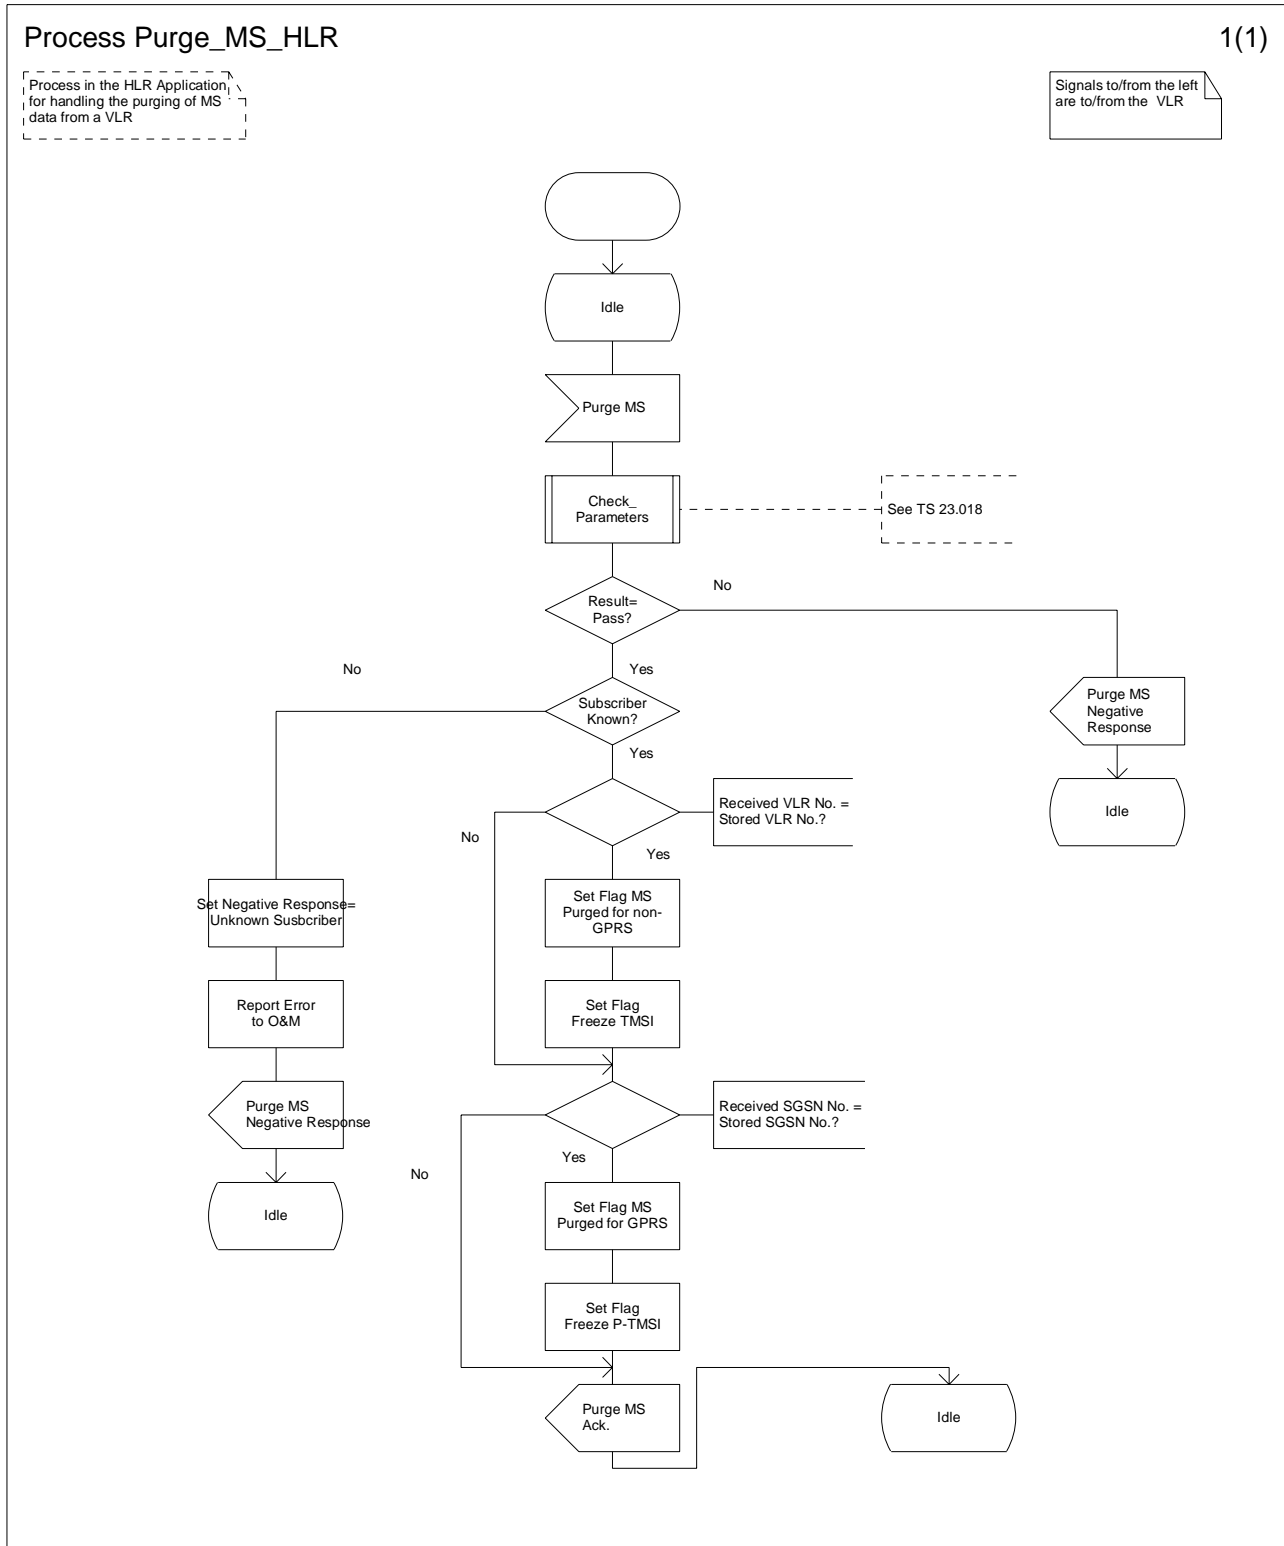 Process Purge_MS_HLR
1(1)
Process in the HLR Application
for handling the purging of MS
data from a VLR
Signals to/from the left
are to/from the VLR
Idle
Purge MS
Check_
Parameters
See TS 23.018
Result=
Pass?
No
Yes
No
Subscriber
Known?
Purge MS
Negative
Response
Yes
Idle
Received VLR No. =
Stored VLR No.?
No
Yes
Set Negative Response=
Unknown Susbcriber
Set Flag MS
Purged for non-
GPRS
Report Error
to O&M
Set Flag
Freeze TMSI
Purge MS
Negative Response
Received SGSN No. =
Stored SGSN No.?
Yes
No
Idle
Set Flag MS
Purged for GPRS
Set Flag
Freeze P-TMSI
Purge MS
Ack.
Idle